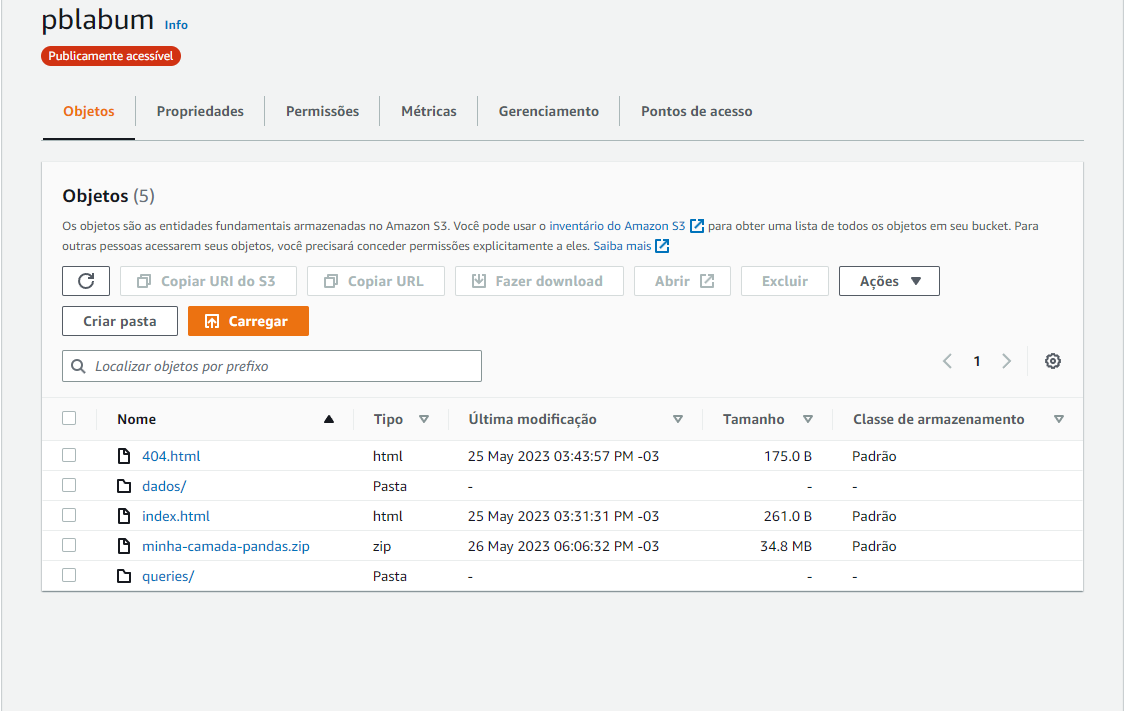 pblabum Info
Publicamente acessível
Objetos Propriedades Permissões Métricas Gerenciamento Pontos de acesso
Objetos (5)
Os objetos são as entidades fundamentais armazenadas no Amazon S3. Você pode usar o inventário do Amazon S3 para obter uma lista de todos os objetos em seu bucket. Para
outras pessoas acessarem seus objetos, você precisará conceder permissões explicitamente a eles. Saiba mais
Copiar URI do S3 Copiar URL Fazer download Abrir Excluir Ações
Criar pasta Carregar
Localizar objetos por prefixo 1
Nome Tipo Última modificação Tamanho Classe de armazenamento
404.html html 25 May 2023 03:43:57 PM -03 175.0 B Padrão
dados/ Pasta - - -
index.html html 25 May 2023 03:31:31 PM -03 261.0 B Padrão
minha-camada-pandas.zip zip 26 May 2023 06:06:32 PM -03 34.8 MB Padrão
queries/ Pasta - - -